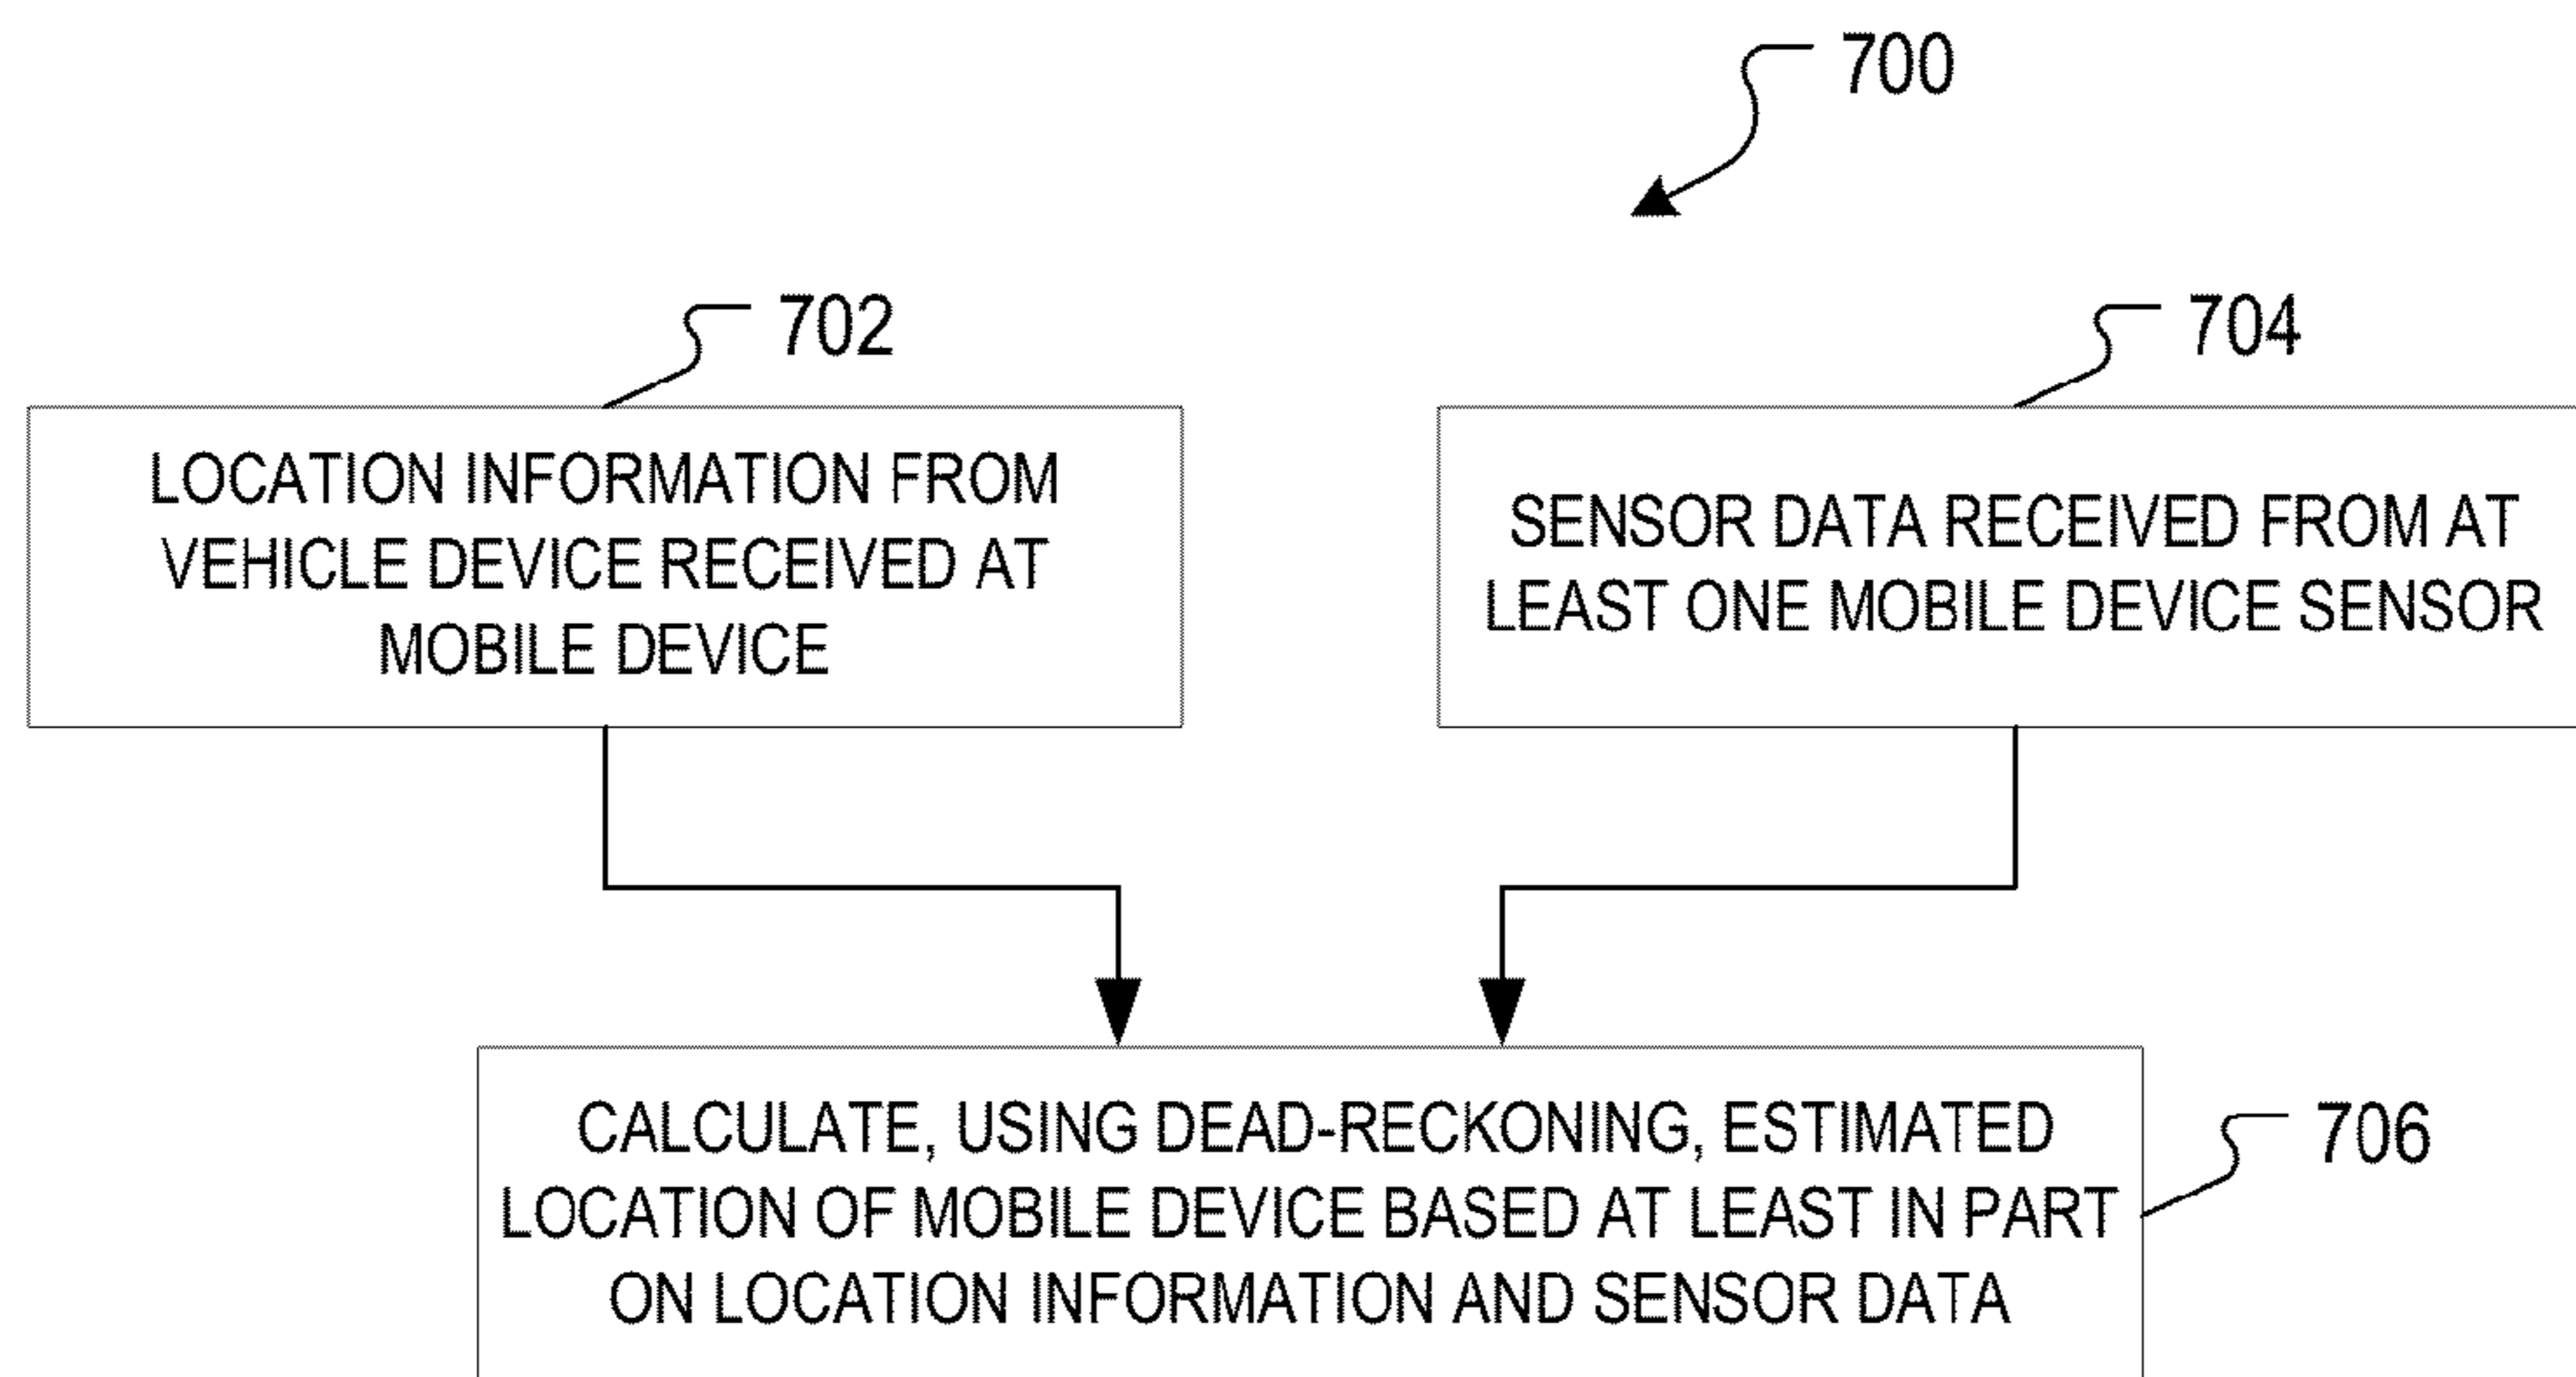 700
702
704
LOCATION INFORMATION FROM
VEHICLE DEVICE RECEIVED AT
MOBILE DEVICE
SENSOR DATA RECEIVED FROM AT
LEAST ONE MOBILE DEVICE SENSOR
CALCULATE, USING DEAD-RECKONING, ESTIMATED
LOCATION OF MOBILE DEVICE BASED AT LEAST IN PART
ON LOCATION INFORMATION AND SENSOR DATA
706